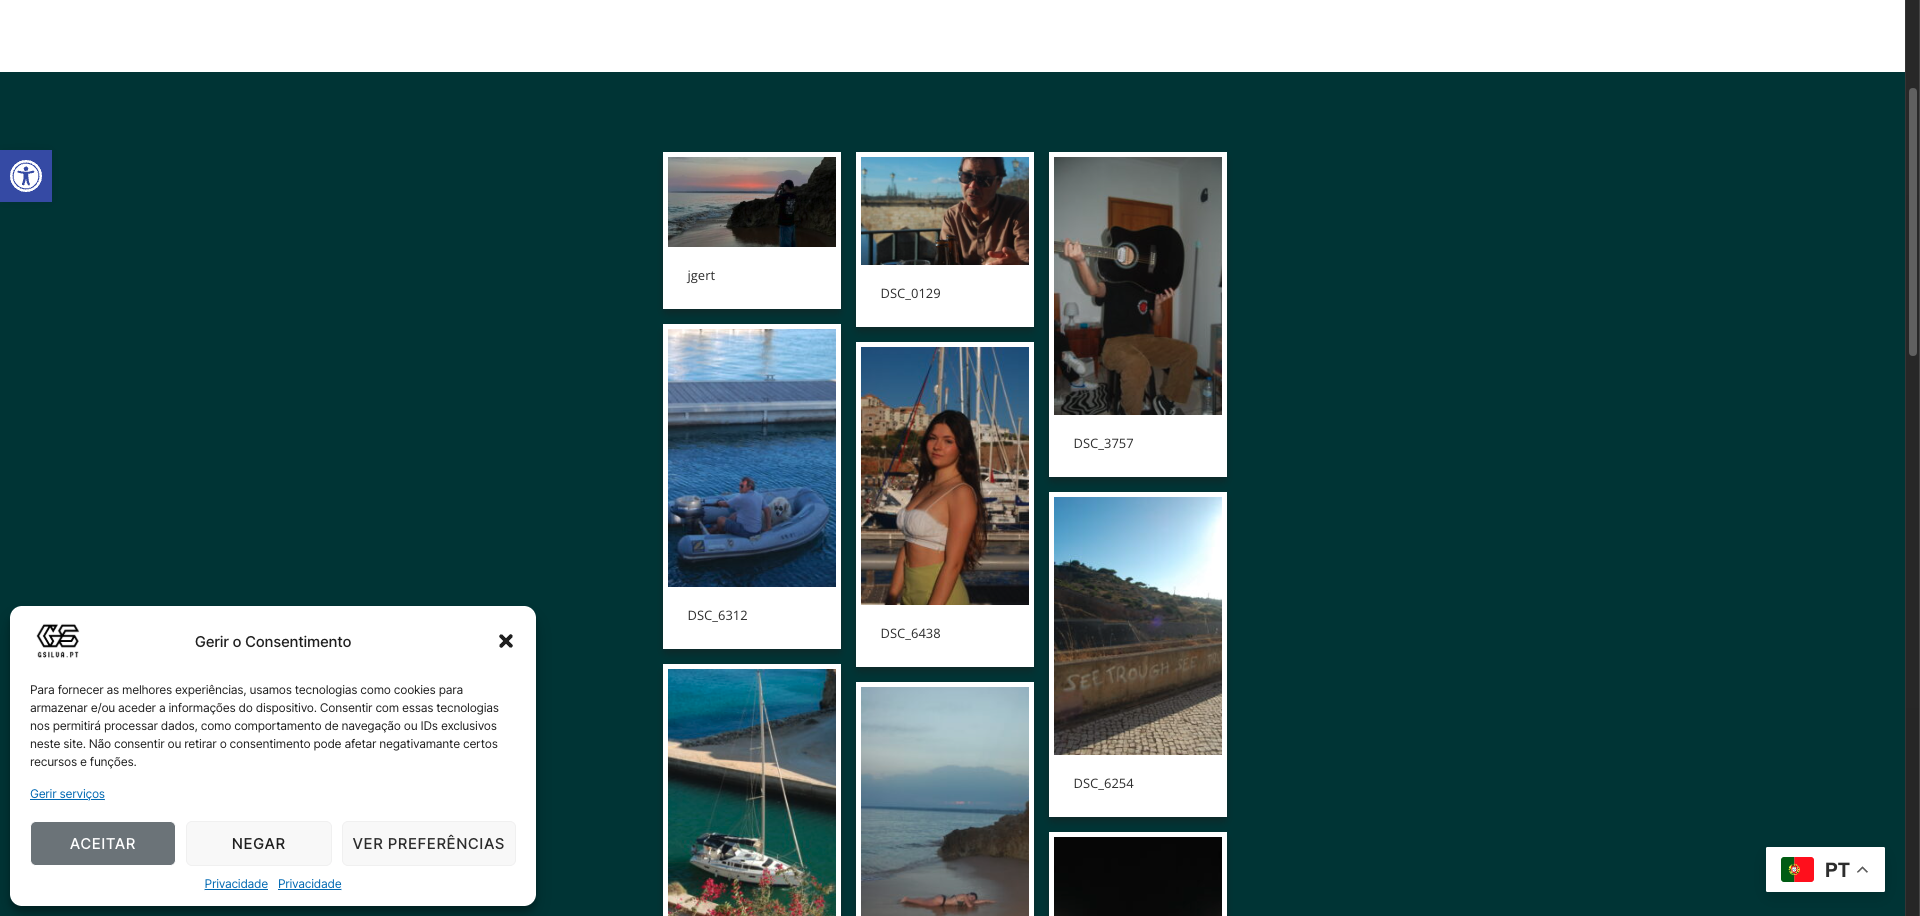 jgert
DSC_0129
DSC_3757
DSC_6312
DSC_6438
SEE TROUGH SEE
DSC_6254
GSILVA.PT
Gerir o Consentimento
Para fornecer as melhores experiências, usamos tecnologias como cookies para
armazenar e/ou aceder a informações do dispositivo. Consentir com essas tecnologias
nos permitirá processar dados, como comportamento de navegação ou IDs exclusivos
neste site. Não consentir ou retirar o consentimento pode afetar negativamante certos
recursos e funções.
Gerir serviços
ACEITAR
NEGAR
VER PREFERÊNCIAS
Privacidade Privacidade
PT